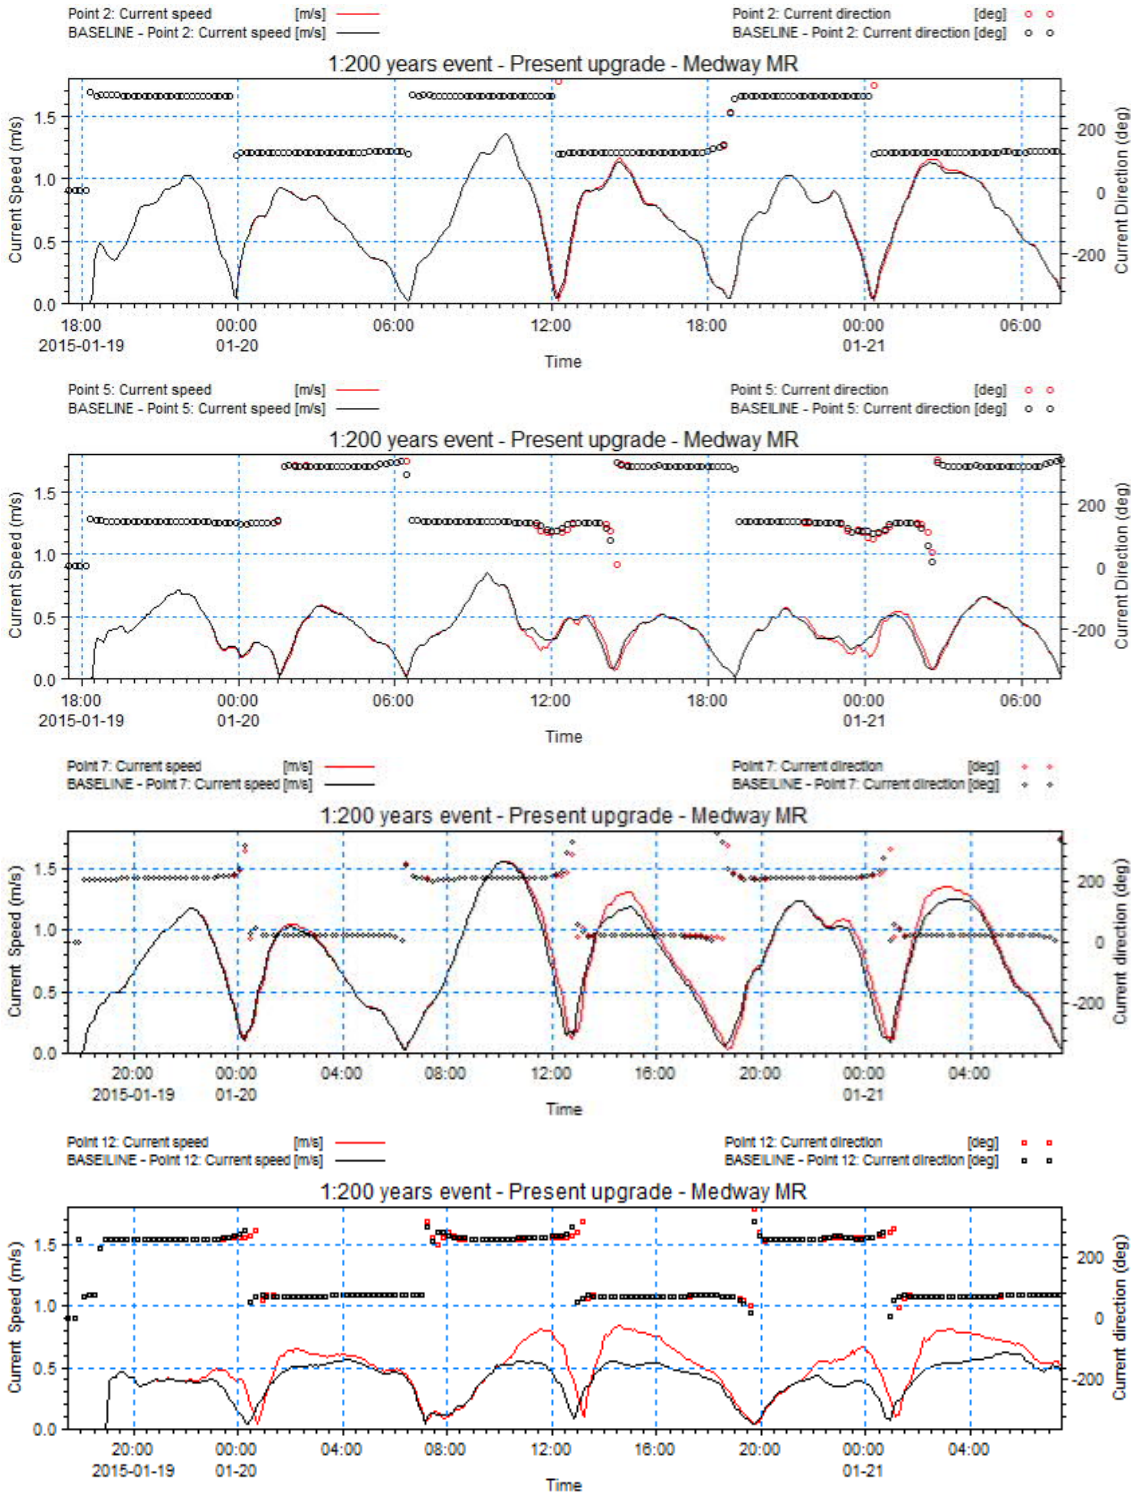 Point 2: Current speed [m/s] Point 2: Current direction [deg]
BASELINE - Point 2: Current speed [m/s] BASELINE - Point 2: Current direction [deg]
1:200 years event - Present upgrade - Medway MR
Current Speed (m/s)
1.5
1.0
0.5
0.0
200
0
-200
Current Direction (deg)
18:00 00:00 06:00 12:00 18:00 00:00 06:00
2015-01-19 01-20 01-21
Time
Point 5: Current speed [m/s] Point 5: Current direction [deg]
BASELINE - Point 5: Current speed [m/s] BASEILINE - Point 5: Current direction [deg]
1:200 years event - Present upgrade - Medway MR
Current Speed (m/s)
1.5
1.0
0.5
0.0
200
0
-200
Current Direction (deg)
18:00 00:00 06:00 12:00 18:00 00:00 06:00
2015-01-19 01-20 01-21
Time
Point 7: Current speed [m/s] Point 7: Current direction [deg]
BASELINE - Point 7: Current speed [m/s] BASEILINE - Point 7: Current direction [deg]
1:200 years event - Present upgrade - Medway MR
Current Speed (m/s)
1.5
1.0
0.5
0.0
200
0
-200
Current direction (deg)
20:00 00:00 04:00 08:00 12:00 16:00 20:00 00:00 04:00
2015-01-19 01-20 01-21
Time
Point 12: Current speed [m/s] Point 12: Current direction [deg]
BASEILINE - Point 12: Current speed [m/s] BASEILINE - Point 12: Current direction [deg]
1:200 years event - Present upgrade - Medway MR
Current Speed (m/s)
1.5
1.0
0.5
0.0
200
0
-200
Current direction (deg)
20:00 00:00 04:00 08:00 12:00 16:00 20:00 00:00 04:00
2015-01-19 01-20 01-21
Time